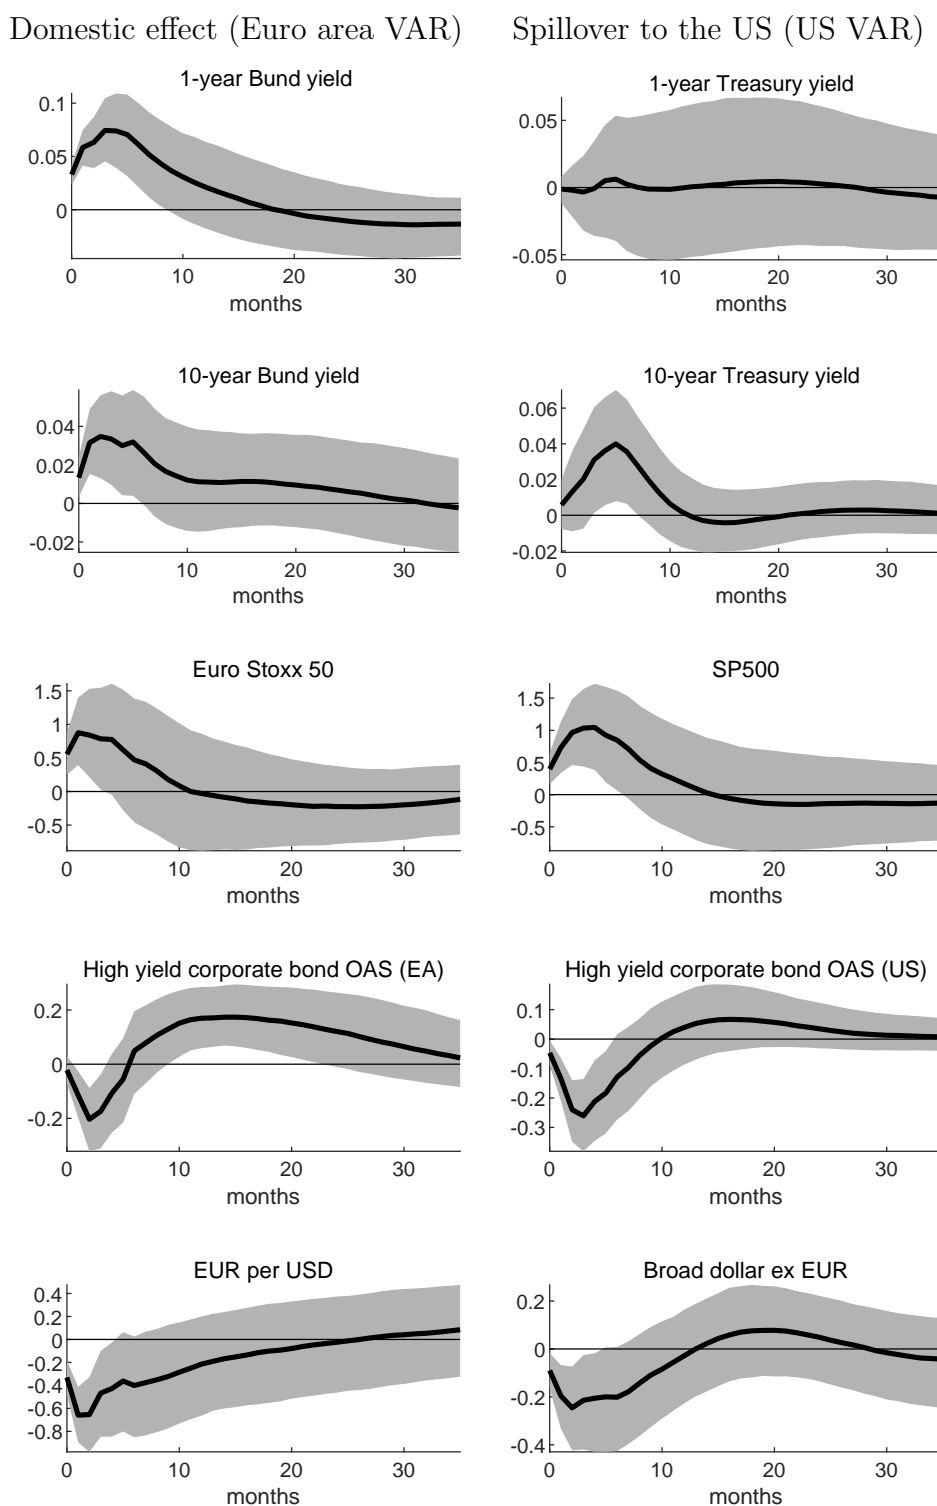 Domestic effect (Euro area VAR) Spillover to the US (US VAR)
1-year Bund yield
0.1
0.05
0
0 10 20 30
months
1-year Treasury yield
0.05
0
-0.05
0 10 20 30
months
10-year Bund yield
0.04
0.02
0
-0.02
0 10 20 30
months
10-year Treasury yield
0.06
0.04
0.02
0
-0.02
0 10 20 30
months
Euro Stoxx 50
1.5
1
0.5
0
-0.5
0 10 20 30
months
SP500
1.5
1
0.5
0
-0.5
0 10 20 30
months
High yield corporate bond OAS (EA)
0.2
0
-0.2
0 10 20 30
months
High yield corporate bond OAS (US)
0.1
0
-0.1
-0.2
-0.3
0 10 20 30
months
EUR per USD
0.4
0.2
0
-0.2
-0.4
-0.6
-0.8
0 10 20 30
months
Broad dollar ex EUR
0.2
0
-0.2
-0.4
0 10 20 30
months